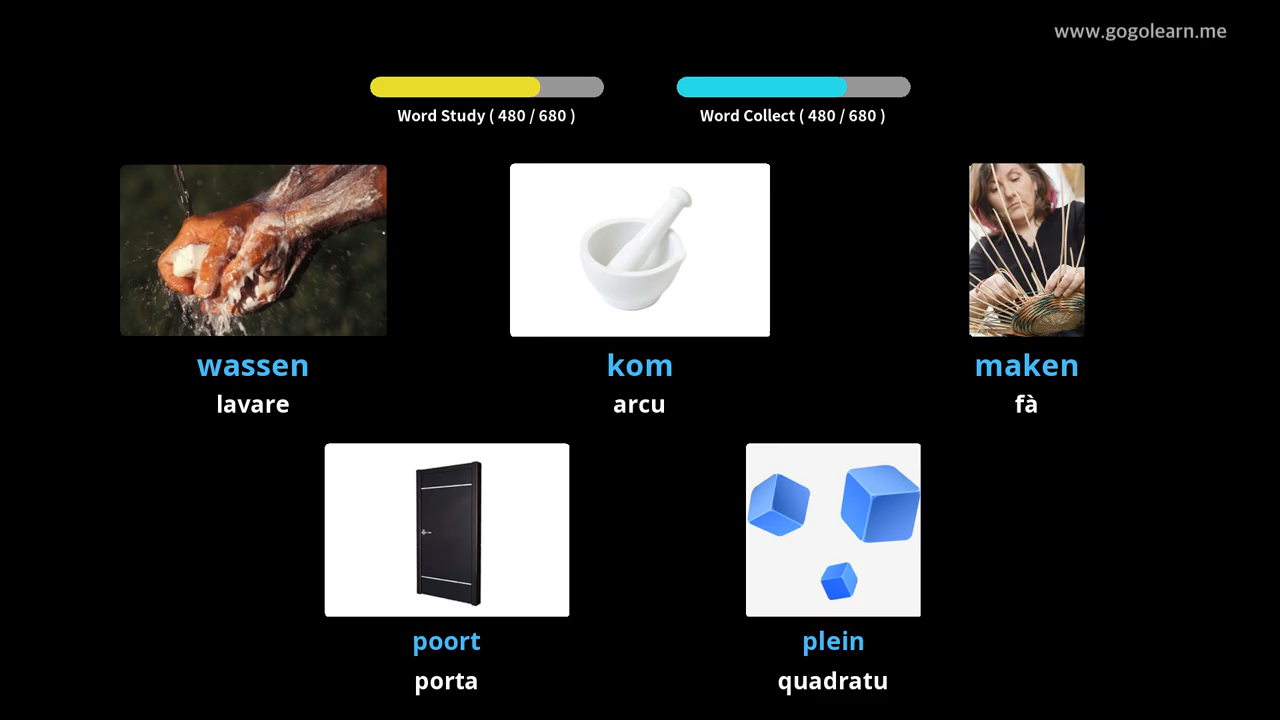 www.gogolearn.me
Word Study ( 480 / 680 )
Word Collect ( 480 / 680 )
wassen
lavare
kom
arcu
maken
fà
poort
porta
plein
quadratu